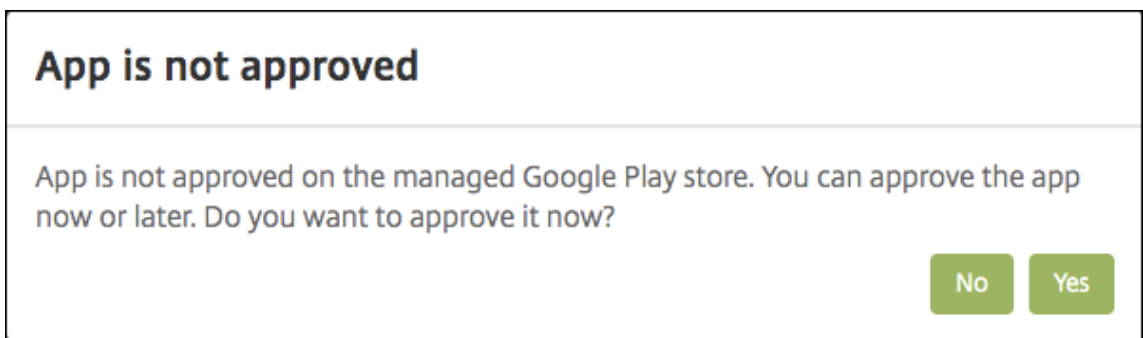 App is not approved
App is not approved on the managed Google Play store. You can approve the app
now or later. Do you want to approve it now?
No Yes